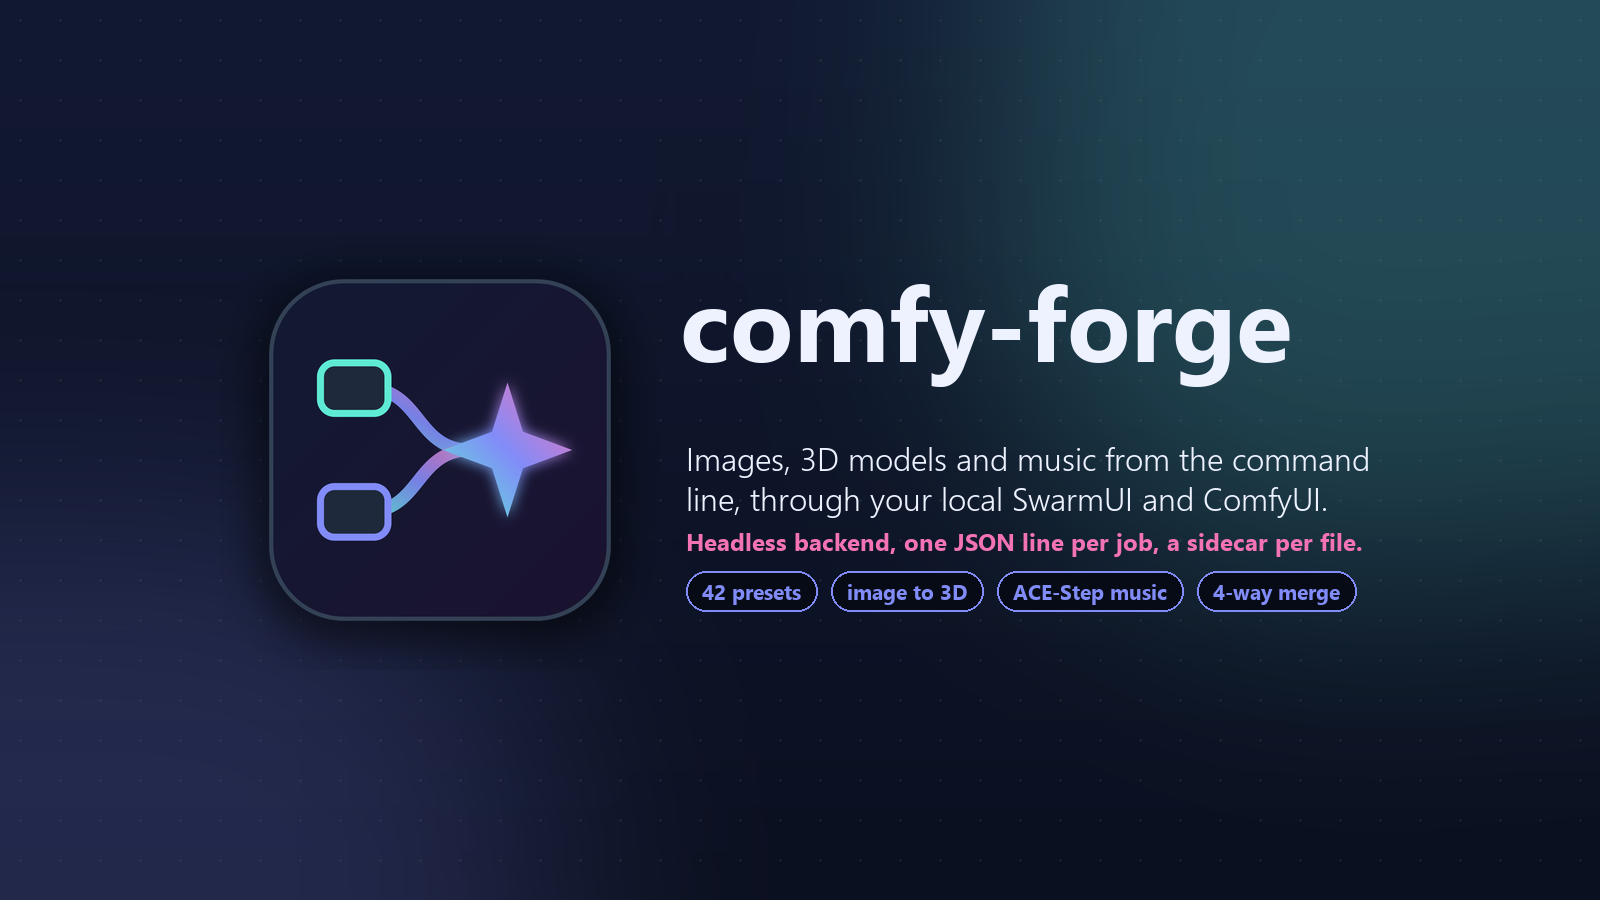 comfy-forge
Images, 3D models and music from the command
line, through your local SwarmUI and ComfyUI.
Headless backend, one JSON line per job, a sidecar per file.
42 presets
image to 3D
ACE-Step music
4-way merge